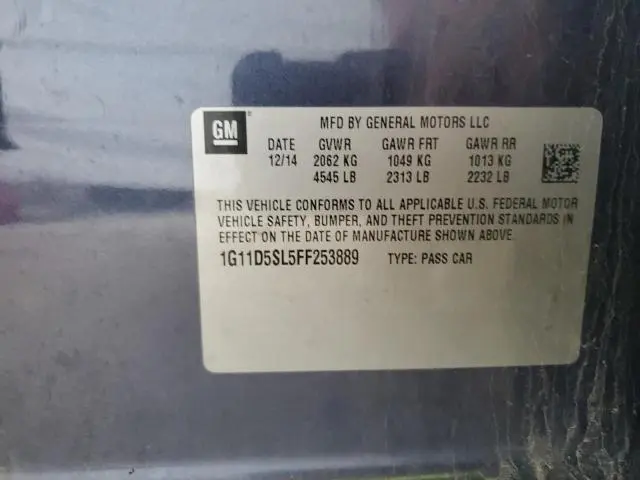 GM
MFD BY GENERAL MOTORS LLC
DATE GVWR GAWR FRT GAWR RR
12/14 2062 KG 1049 KG 1013 KG
4545 LB 2313 LB 2232 LB
THIS VEHICLE CONFORMS TO ALL APPLICABLE U.S. FEDERAL MOTOR
VEHICLE SAFETY, BUMPER, AND THEFT PREVENTION STANDARDS IN
EFFECT ON THE DATE OF MANUFACTURE SHOWN ABOVE.
1G11D5SL5FF253889 TYPE: PASS CAR